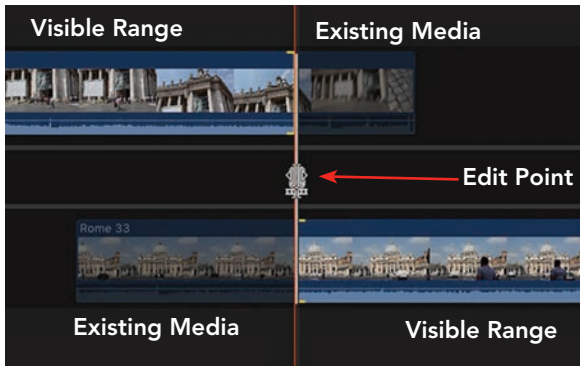 Visible Range
Existing Media
Edit Point
Rome 33
Existing Media
Visible Range